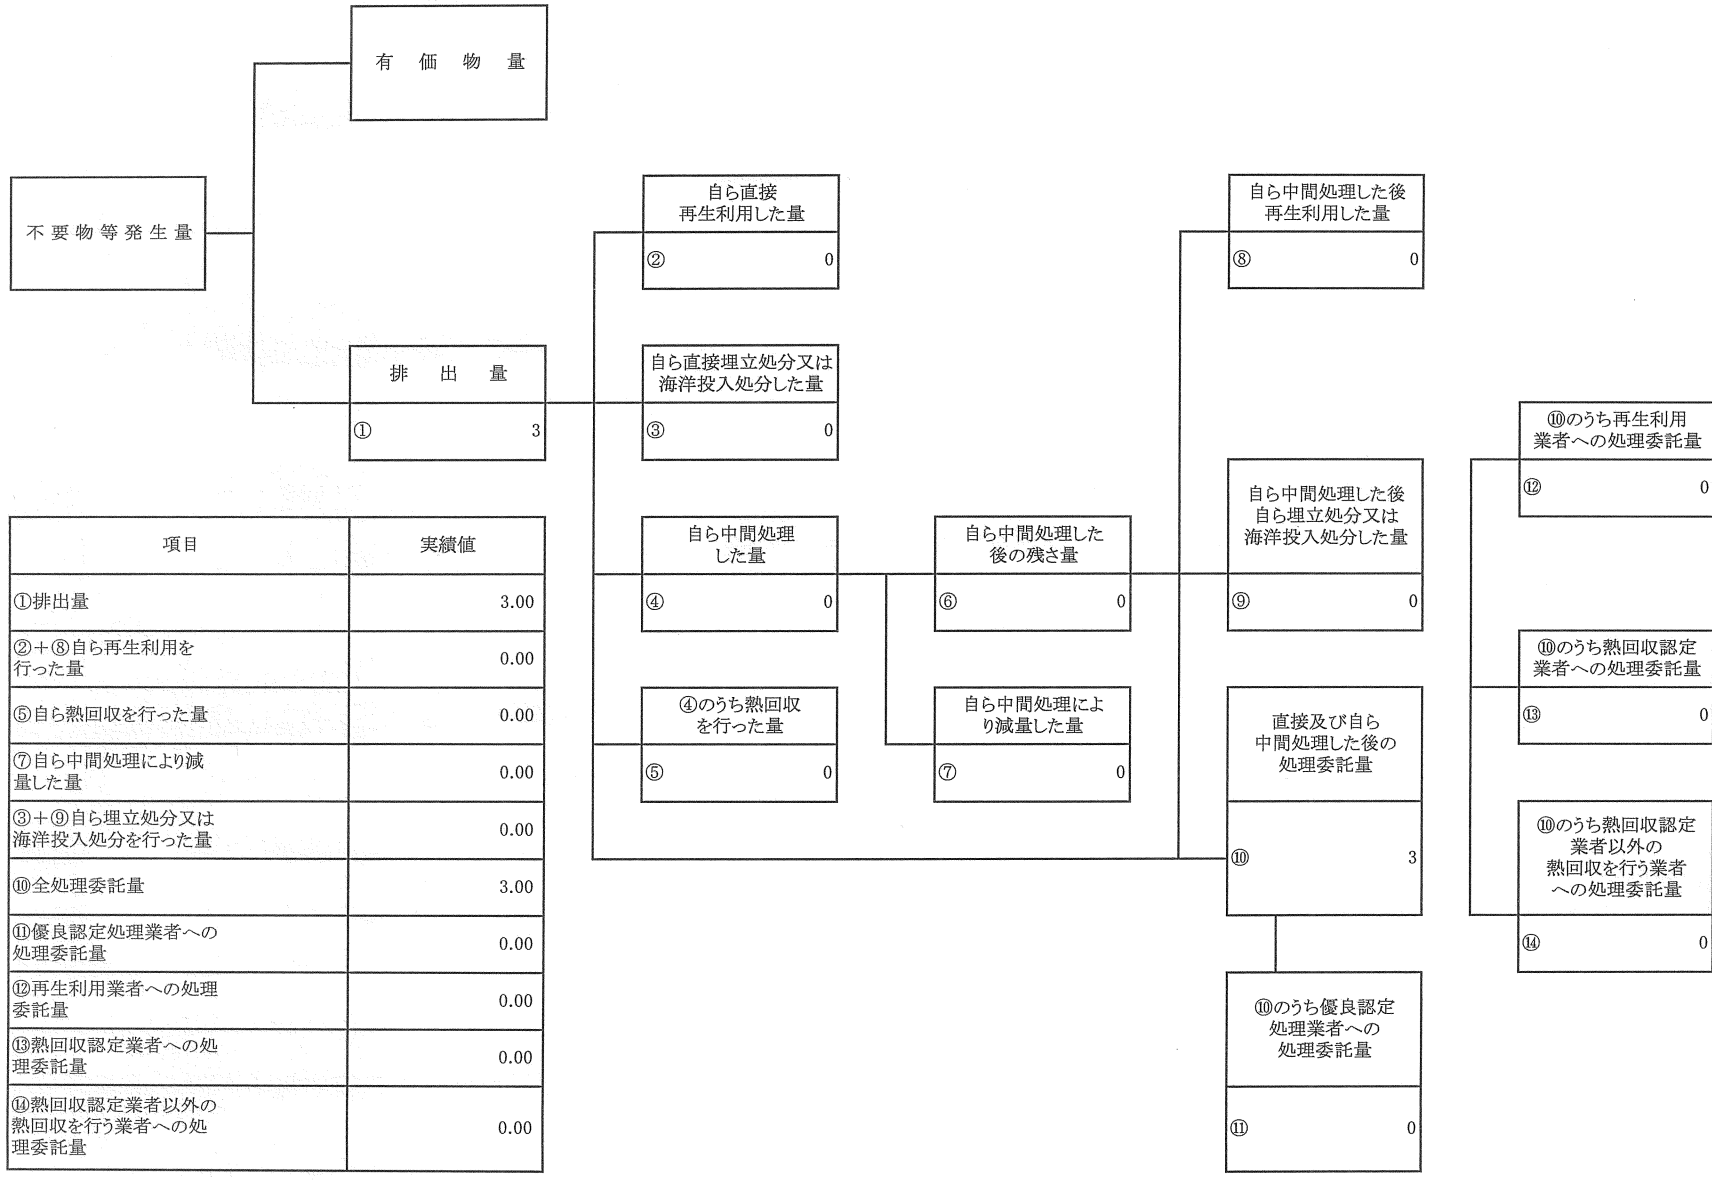 有価物量
不要物等発生量
排出量
① 3
自ら直接
再生利用した量
② 0
自ら直接埋立処分又は
海洋投入処分した量
③ 0
自ら中間処理
した量
④ 0
④のうち熱回収
を行った量
⑤ 0
自ら中間処理した
後の残さ量
⑥ 0
自ら中間処理によ
り減量した量
⑦ 0
自ら中間処理した後
再生利用した量
⑧ 0
自ら中間処理した後
自ら埋立処分又は
海洋投入処分した量
⑨ 0
直接及び自ら
中間処理した後の
処理委託量
⑩ 3
⑩のうち優良認定
処理業者への
処理委託量
⑪ 0
⑩のうち再生利用
業者への処理委託量
⑫ 0
⑩のうち熱回収認定
業者への処理委託量
⑬ 0
⑩のうち熱回収認定
業者以外の
熱回収を行う業者
への処理委託量
⑭ 0
項目 実績値
①排出量 3.00
②+⑧自ら再生利用を
行った量 0.00
⑤自ら熱回収を行った量 0.00
⑦自ら中間処理により減
量した量 0.00
③+⑨自ら埋立処分又は
海洋投入処分を行った量 0.00
⑩全処理委託量 3.00
⑪優良認定処理業者への
処理委託量 0.00
⑫再生利用業者への処理
委託量 0.00
⑬熱回収認定業者への処
理委託量 0.00
⑭熱回収認定業者以外の
熱回収を行う業者への処
理委託量 0.00